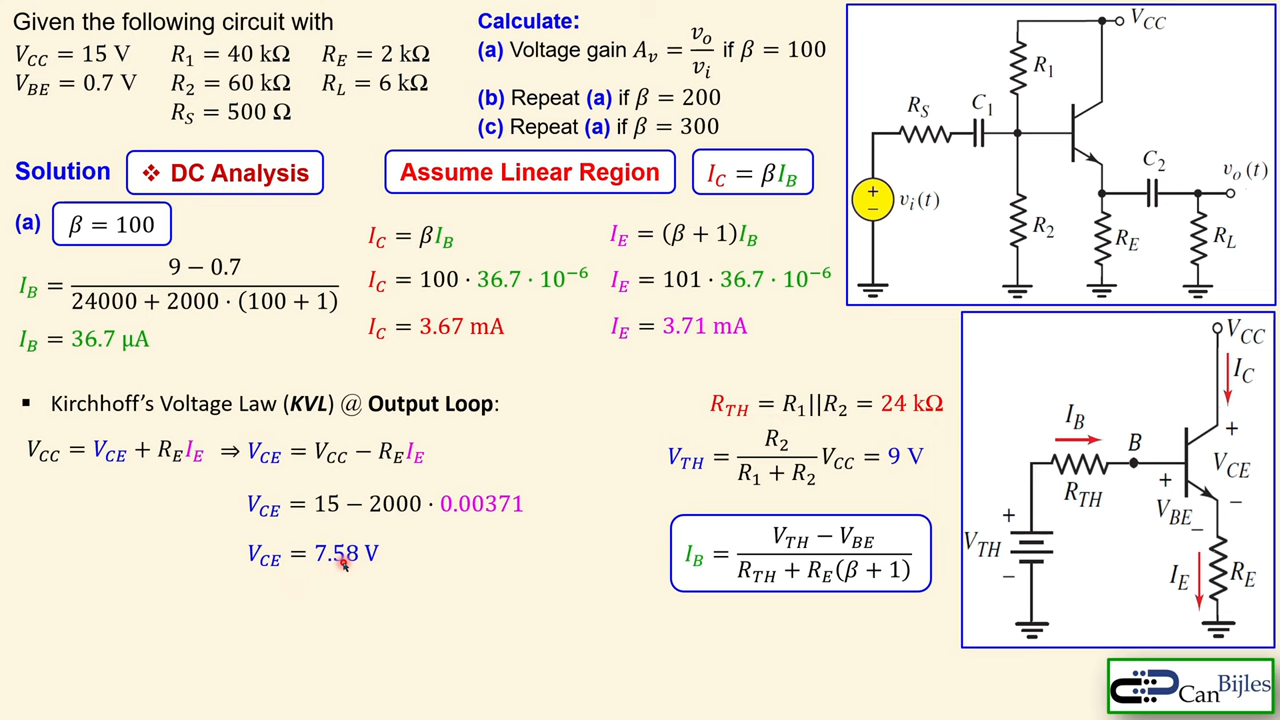 Given the following circuit with
V_CC = 15 V R_1 = 40 kΩ R_E = 2 kΩ
V_BE = 0.7 V R_2 = 60 kΩ R_L = 6 kΩ
R_S = 500 Ω
Calculate:
(a) Voltage gain A_v = v_o / v_i if β = 100
(b) Repeat (a) if β = 200
(c) Repeat (a) if β = 300
Solution
❖ DC Analysis
Assume Linear Region
I_C = βI_B
(a) β = 100
I_B = (9 − 0.7) / (24000 + 2000 · (100 + 1))
I_B = 36.7 μA
I_C = βI_B
I_C = 100 · 36.7 · 10^−6
I_C = 3.67 mA
I_E = (β + 1)I_B
I_E = 101 · 36.7 · 10^−6
I_E = 3.71 mA
▪ Kirchhoff's Voltage Law (KVL) @ Output Loop:
V_CC = V_CE + R_E I_E ⇒ V_CE = V_CC − R_E I_E
V_CE = 15 − 2000 · 0.00371
V_CE = 7.58 V
R_TH = R_1||R_2 = 24 kΩ
V_TH = R_2 / (R_1 + R_2) V_CC = 9 V
I_B = (V_TH − V_BE) / (R_TH + R_E(β + 1))
V_CC
R_1
R_S
C_1
C_2
v_o(t)
+
−
v_i(t)
R_2
R_E
R_L
V_CC
I_C
I_B
B
+
V_CE
−
R_TH
+
V_BE
−
+
V_TH
−
I_E
R_E
CanBijles